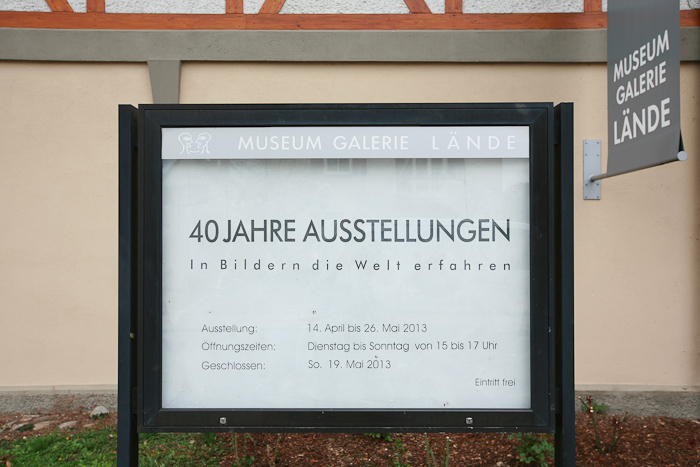 MUSEUM
GALERIE
LÄNDE
MUSEUM GALERIE LÄNDE
40 JAHRE AUSSTELLUNGEN
In Bildern die Welt erfahren
Ausstellung: 14. April bis 26. Mai 2013
Öffnungszeiten: Dienstag bis Sonntag von 15 bis 17 Uhr
Geschlossen: So. 19. Mai 2013
Eintritt frei